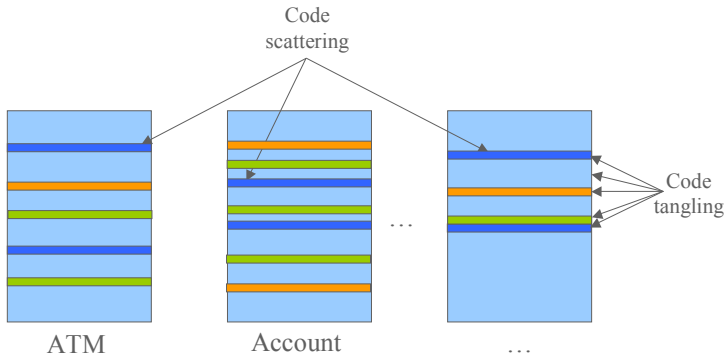 Code
scattering
Code
tangling
…
ATM
Account
…